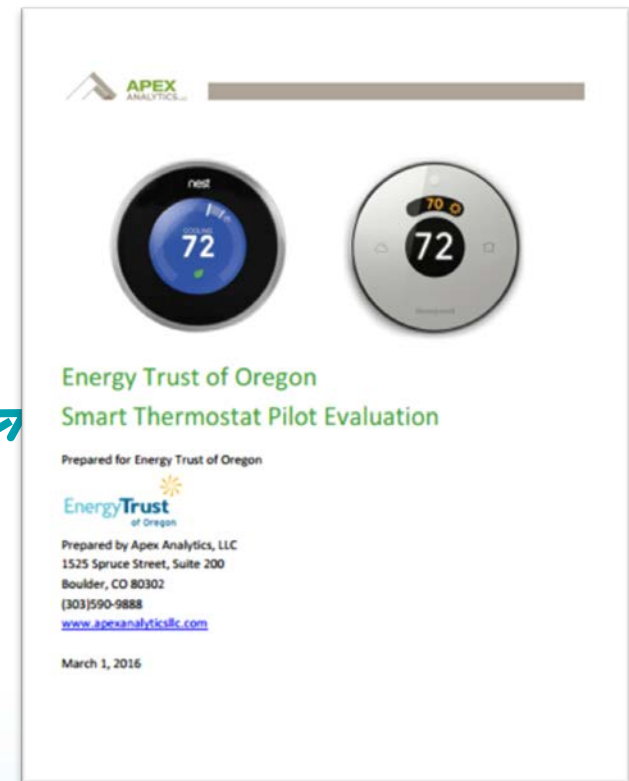 APEX
ANALYTICS LLC
nest
COOLING
72
70
72
Honeywell
Energy Trust of Oregon
Smart Thermostat Pilot Evaluation
Prepared for Energy Trust of Oregon
EnergyTrust
of Oregon
Prepared by Apex Analytics, LLC
1525 Spruce Street, Suite 200
Boulder, CO 80302
(303)590-9888
www.apexanalyticsllc.com
March 1, 2016